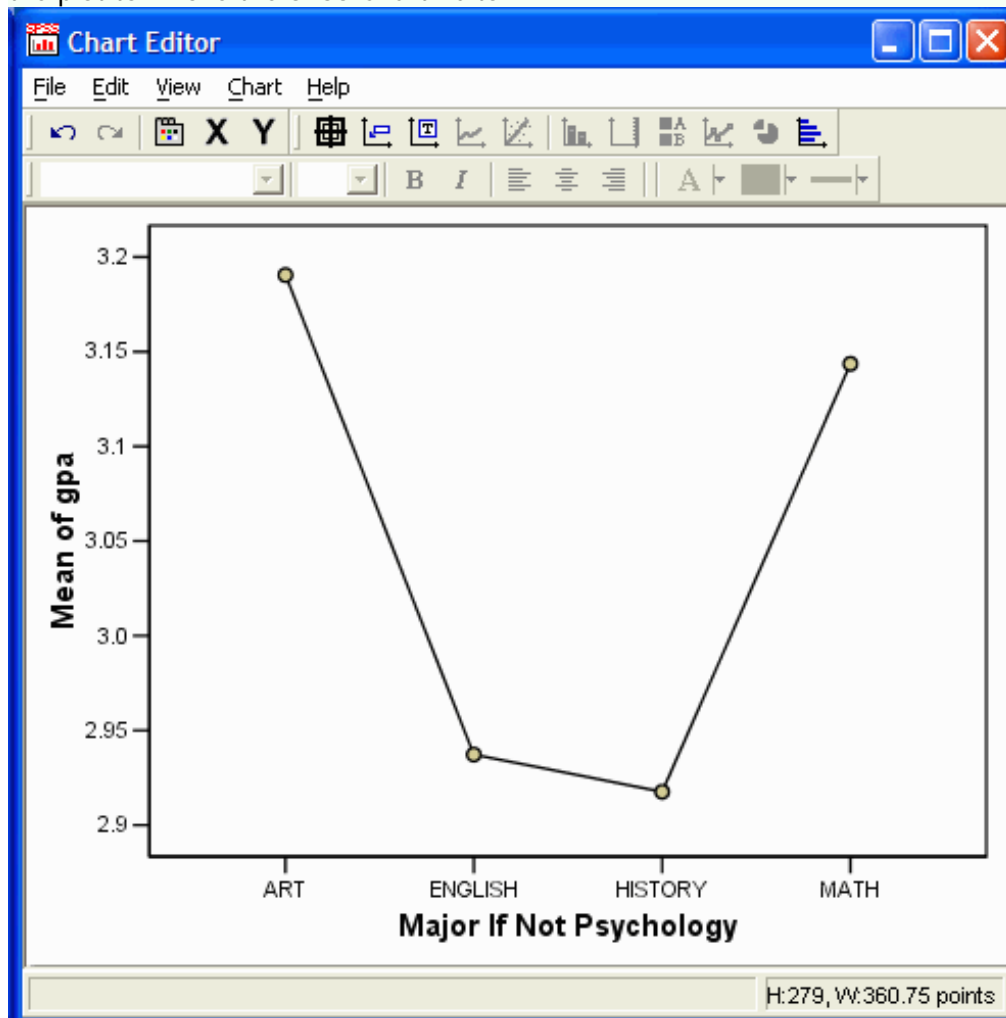 Chart Editor
File Edit View Chart Help
X Y T A B
B I A
3.2
3.15
3.1
3.05
3.0
2.95
2.9
Mean of gpa
ART ENGLISH HISTORY MATH
Major If Not Psychology
H:279, W:360.75 points